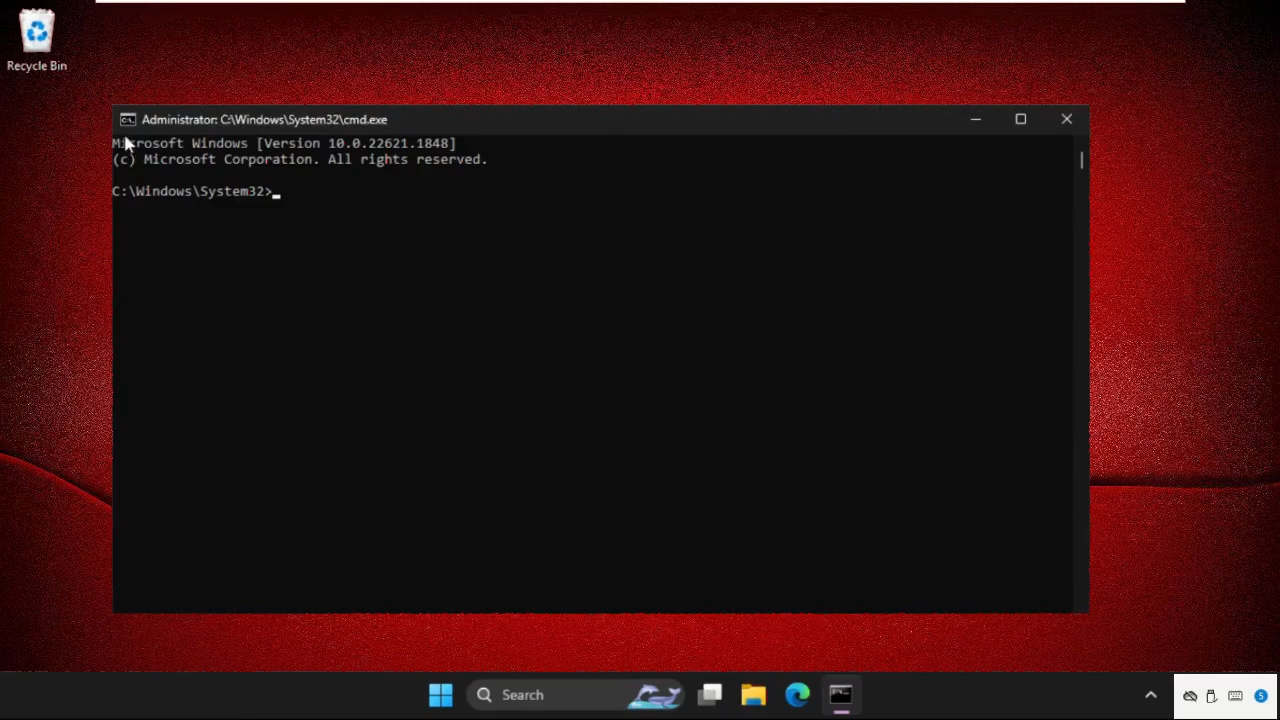 Recycle Bin
Administrator: C:\Windows\System32\cmd.exe
Microsoft Windows [Version 10.0.22621.1848]
(c) Microsoft Corporation. All rights reserved.
C:\Windows\System32>
Search
5